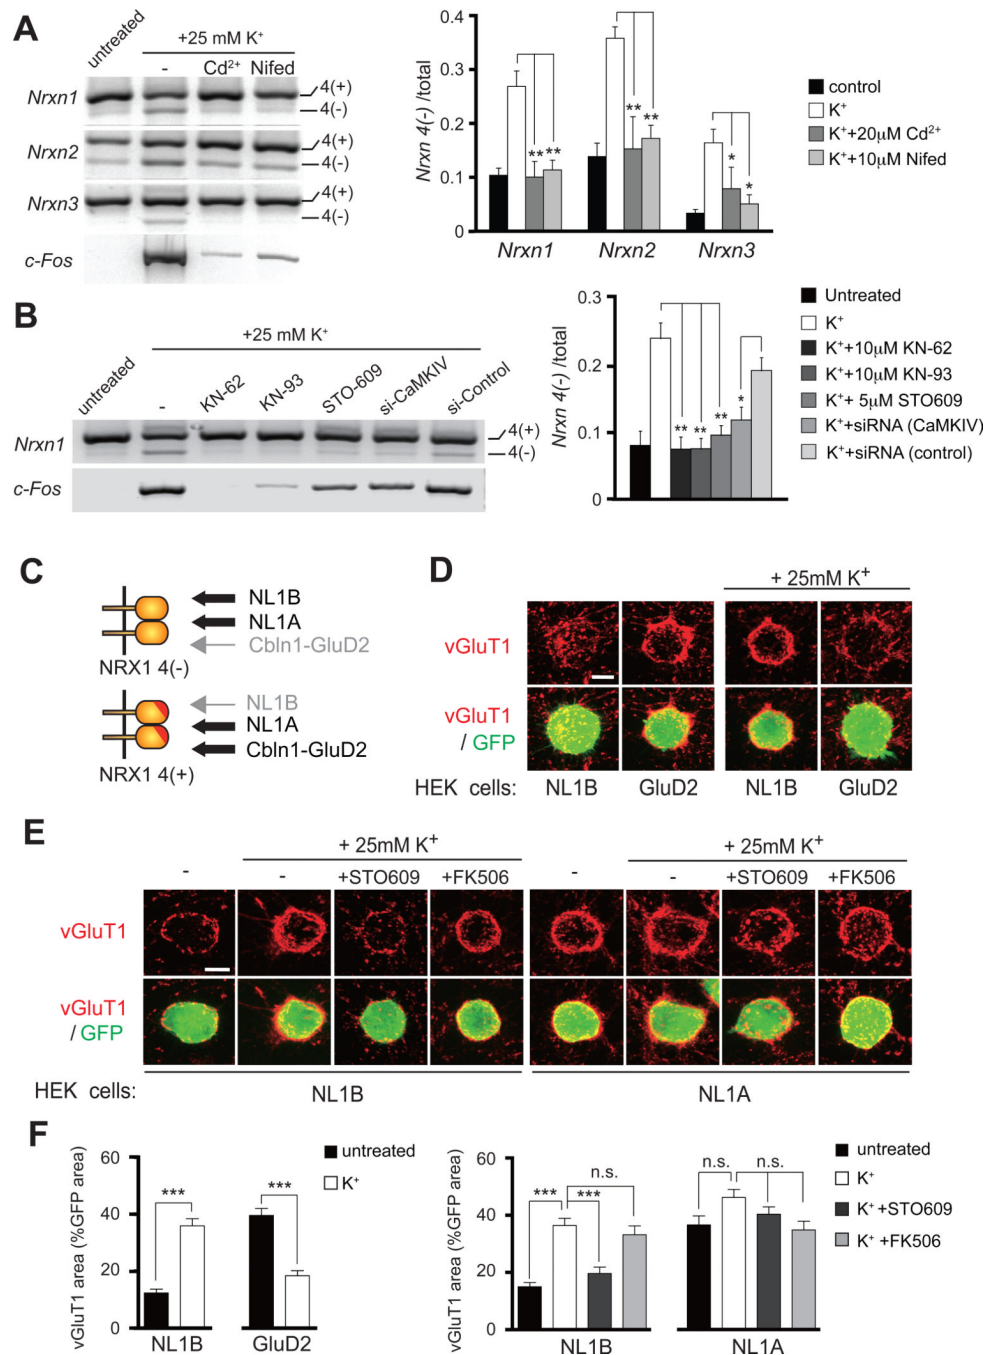 A
untreated
+25 mM K⁺
- Cd²⁺ Nifed
Nrxn1
4(+)
4(-)
Nrxn2
4(+)
4(-)
Nrxn3
4(+)
4(-)
c-Fos
Nrxn 4(-) /total
0.4
0.3
0.2
0.1
0
** **
** **
* *
Nrxn1 Nrxn2 Nrxn3
control
K⁺
K⁺+20µM Cd²⁺
K⁺+10µM Nifed
B
+25 mM K⁺
untreated
-
KN-62
KN-93
STO-609
si-CaMKIV
si-Control
Nrxn1
4(+)
4(-)
c-Fos
Nrxn 4(-) /total
0.3
0.2
0.1
0
** ** ** *
Untreated
K⁺
K⁺+10µM KN-62
K⁺+10µM KN-93
K⁺+ 5µM STO609
K⁺+siRNA (CaMKIV)
K⁺+siRNA (control)
C
NL1B
NL1A
Cbln1-GluD2
NRX1 4(-)
NL1B
NL1A
Cbln1-GluD2
NRX1 4(+)
D
+ 25mM K⁺
vGluT1
vGluT1
/ GFP
HEK cells: NL1B GluD2 NL1B GluD2
E
+ 25mM K⁺ + 25mM K⁺
- - +STO609 +FK506 - - +STO609 +FK506
vGluT1
vGluT1
/ GFP
HEK cells: NL1B NL1A
F
vGluT1 area (%GFP area)
60
40
20
0
***
***
NL1B GluD2
untreated
K⁺
vGluT1 area (%GFP area)
60
40
20
0
n.s.
*** ***
n.s. n.s.
NL1B NL1A
untreated
K⁺
K⁺ +STO609
K⁺ +FK506